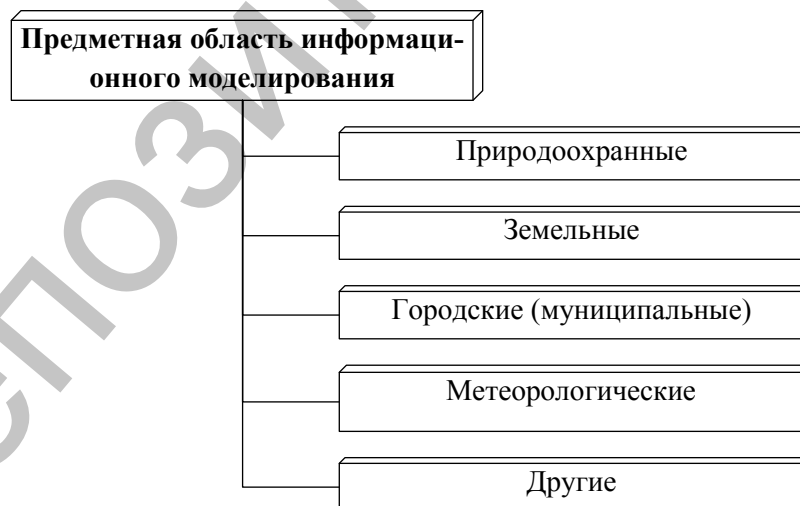 Предметная область информаци-
онного моделирования
Природоохранные
Земельные
Городские (муниципальные)
Метеорологические
Другие